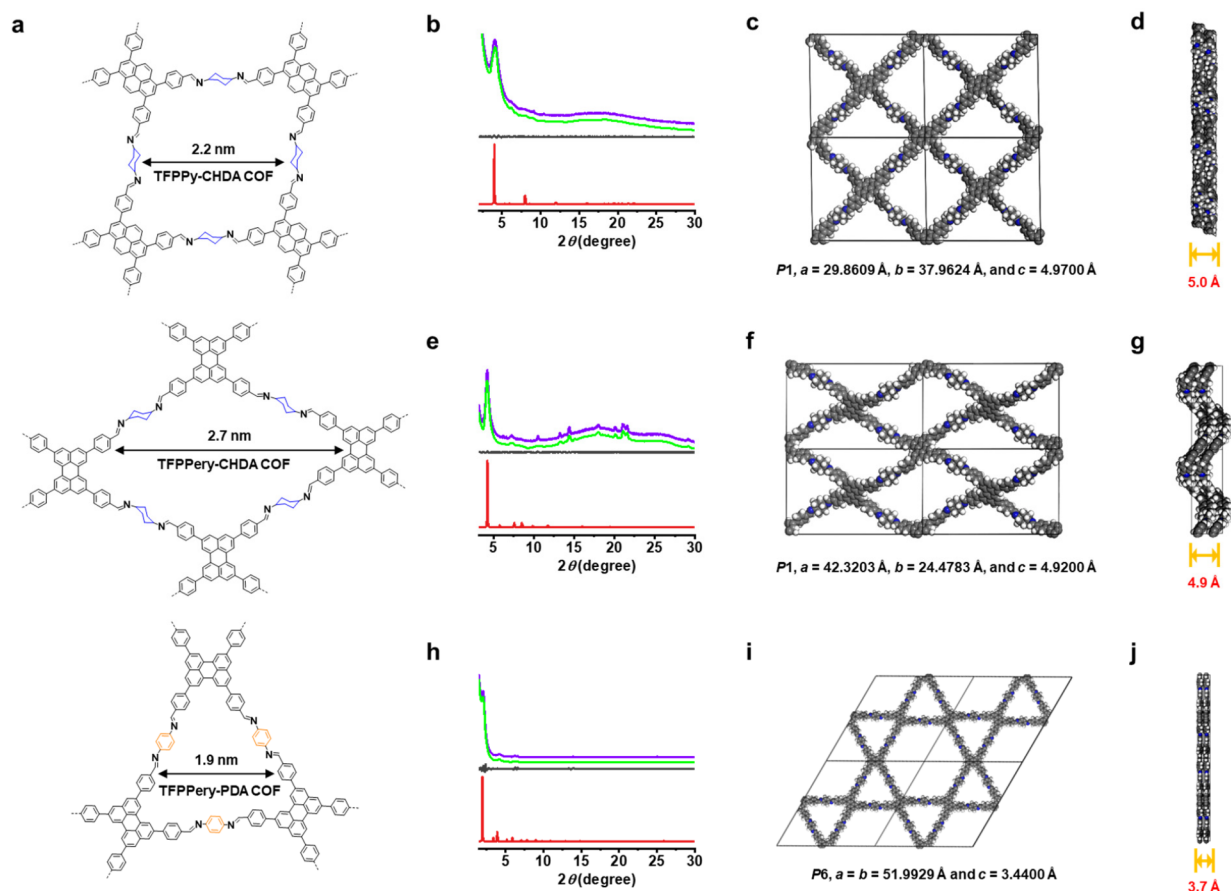 a
b
c
d
N
N
N
N
2.2 nm
TFPPy-CHDA COF
N
N
N
N
5 10 15 20 25 30
2θ(degree)
P1, a = 29.8609 Å, b = 37.9624 Å, and c = 4.9700 Å
5.0 Å
e
f
g
N
N
N
N
2.7 nm
TFPPery-CHDA COF
N
N
N
N
5 10 15 20 25 30
2θ(degree)
P1, a = 42.3203 Å, b = 24.4783 Å, and c = 4.9200 Å
4.9 Å
h
i
j
N
N
N
N
1.9 nm
TFPPery-PDA COF
N
N
5 10 15 20 25 30
2θ(degree)
P6, a = b = 51.9929 Å and c = 3.4400 Å
3.7 Å